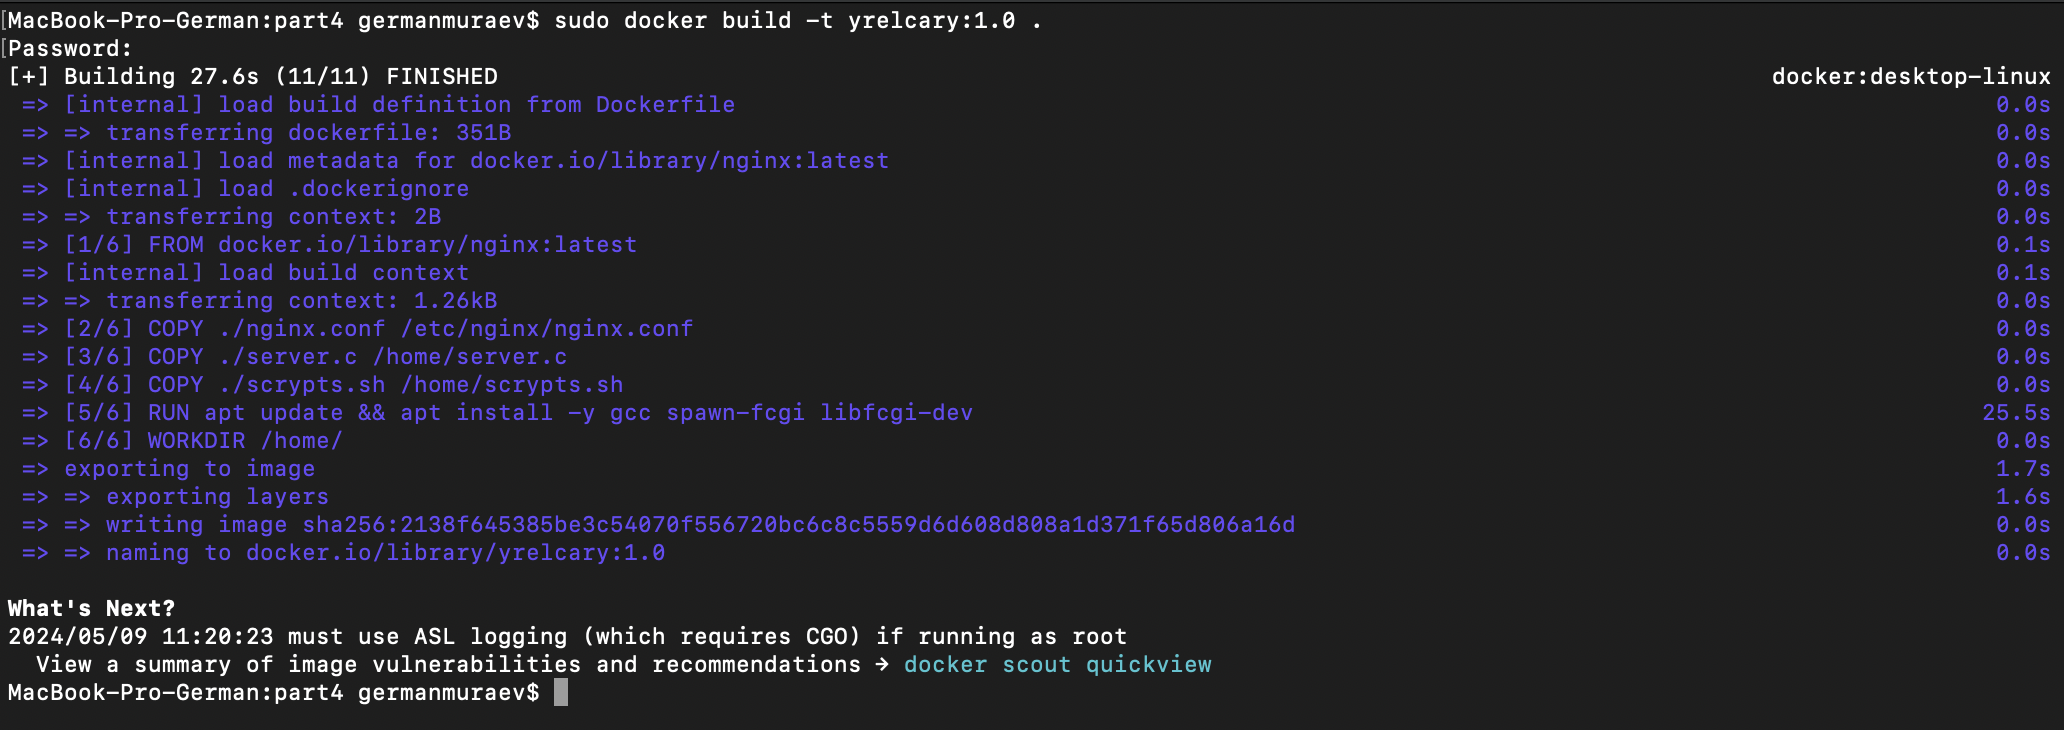 [MacBook-Pro-German:part4 germanmuraev$ sudo docker build -t yrelcary:1.0 .
[Password:
[+] Building 27.6s (11/11) FINISHED docker:desktop-linux
=> [internal] load build definition from Dockerfile 0.0s
=> => transferring dockerfile: 351B 0.0s
=> [internal] load metadata for docker.io/library/nginx:latest 0.0s
=> [internal] load .dockerignore 0.0s
=> => transferring context: 2B 0.0s
=> [1/6] FROM docker.io/library/nginx:latest 0.1s
=> [internal] load build context 0.1s
=> => transferring context: 1.26kB 0.0s
=> [2/6] COPY ./nginx.conf /etc/nginx/nginx.conf 0.0s
=> [3/6] COPY ./server.c /home/server.c 0.0s
=> [4/6] COPY ./scrypts.sh /home/scrypts.sh 0.0s
=> [5/6] RUN apt update && apt install -y gcc spawn-fcgi libfcgi-dev 25.5s
=> [6/6] WORKDIR /home/ 0.0s
=> exporting to image 1.7s
=> => exporting layers 1.6s
=> => writing image sha256:2138f645385be3c54070f556720bc6c8c5559d6d608d808a1d371f65d806a16d 0.0s
=> => naming to docker.io/library/yrelcary:1.0 0.0s
What's Next?
2024/05/09 11:20:23 must use ASL logging (which requires CGO) if running as root
View a summary of image vulnerabilities and recommendations → docker scout quickview
MacBook-Pro-German:part4 germanmuraev$